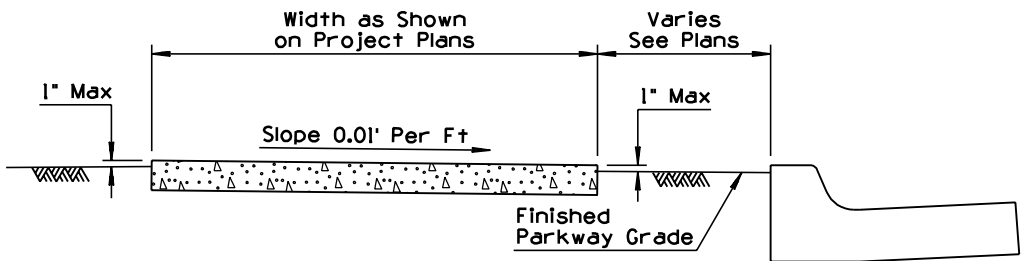 Width as Shown
on Project Plans
Varies
See Plans
1" Max
1" Max
Slope 0.01' Per Ft
Finished
Parkway Grade